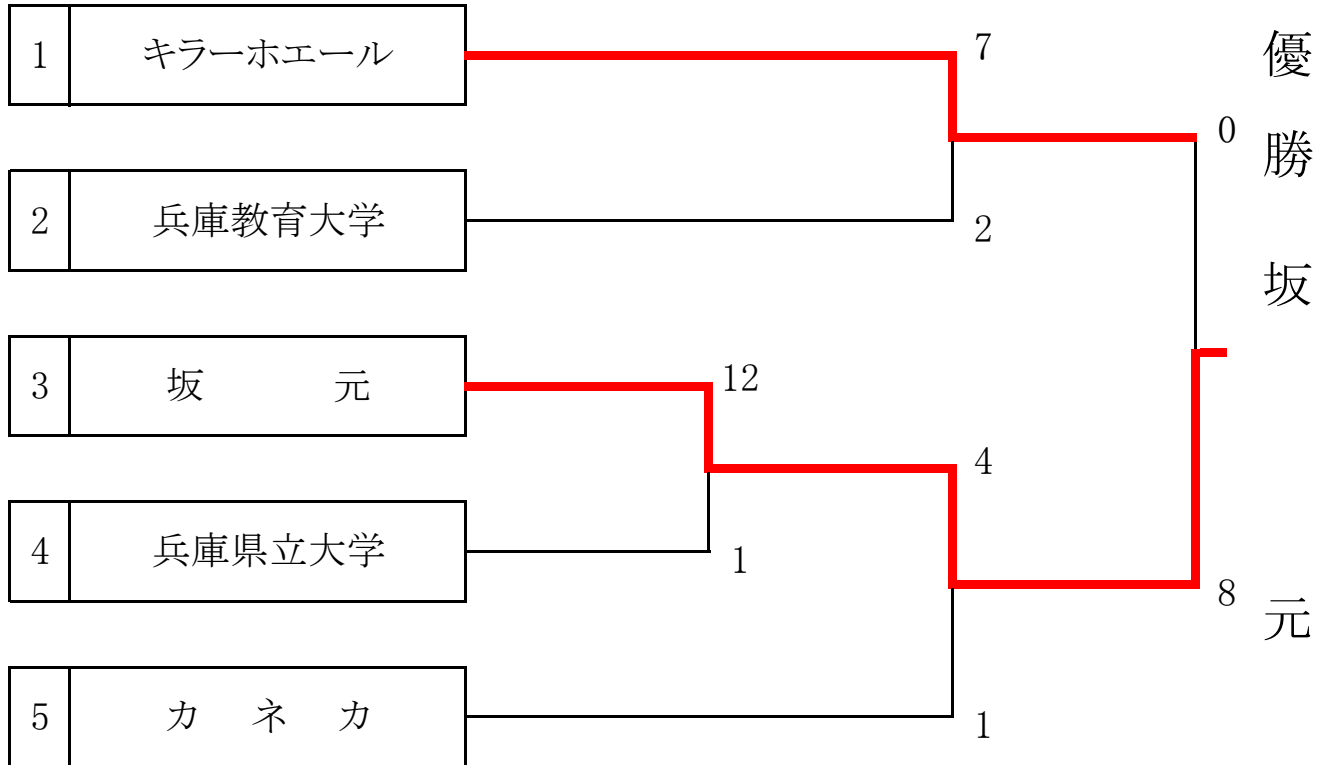 1 キラーホエール
7
0
2 兵庫教育大学
2
3 坂 元
12
4
4 兵庫県立大学
1
8
5 カ ネ カ
1
優勝 坂 元